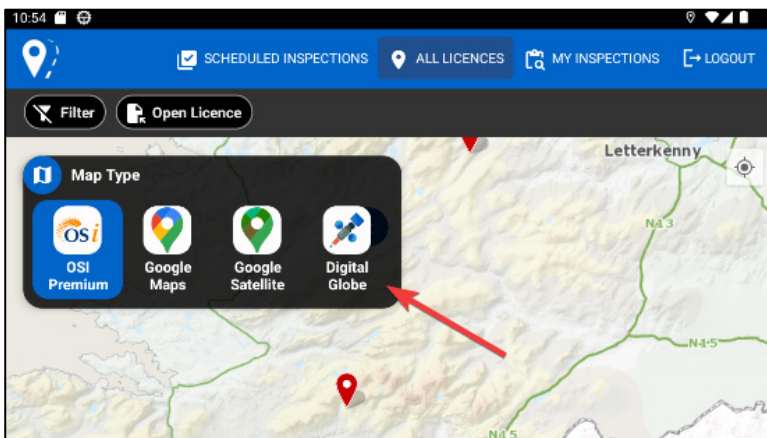 10:54
SCHEDULED INSPECTIONS
ALL LICENCES
MY INSPECTIONS
LOGOUT
Filter
Open Licence
Letterkenny
Map Type
OSi
N13
OSI
Premium
Google
Maps
Google
Satellite
Digital
Globe
N15
N15